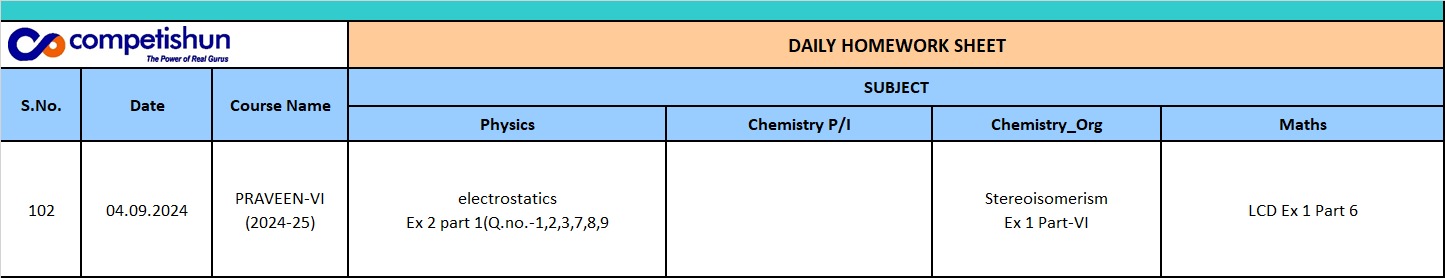 competishun
The Power of Real Gurus
DAILY HOMEWORK SHEET
S.No.
Date
Course Name
SUBJECT
Physics
Chemistry P/I
Chemistry_Org
Maths
102
04.09.2024
PRAVEEN-VI
(2024-25)
electrostatics
Ex 2 part 1(Q.no.-1,2,3,7,8,9
Stereoisomerism
Ex 1 Part-VI
LCD Ex 1 Part 6